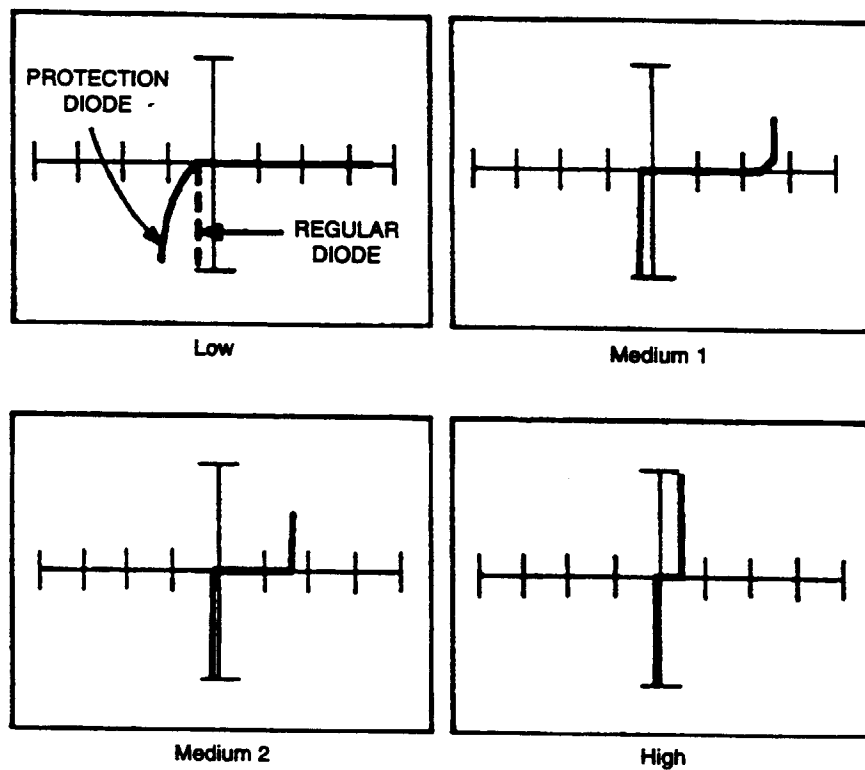 PROTECTION
DIODE
REGULAR
DIODE
Low
Medium 1
Medium 2
High